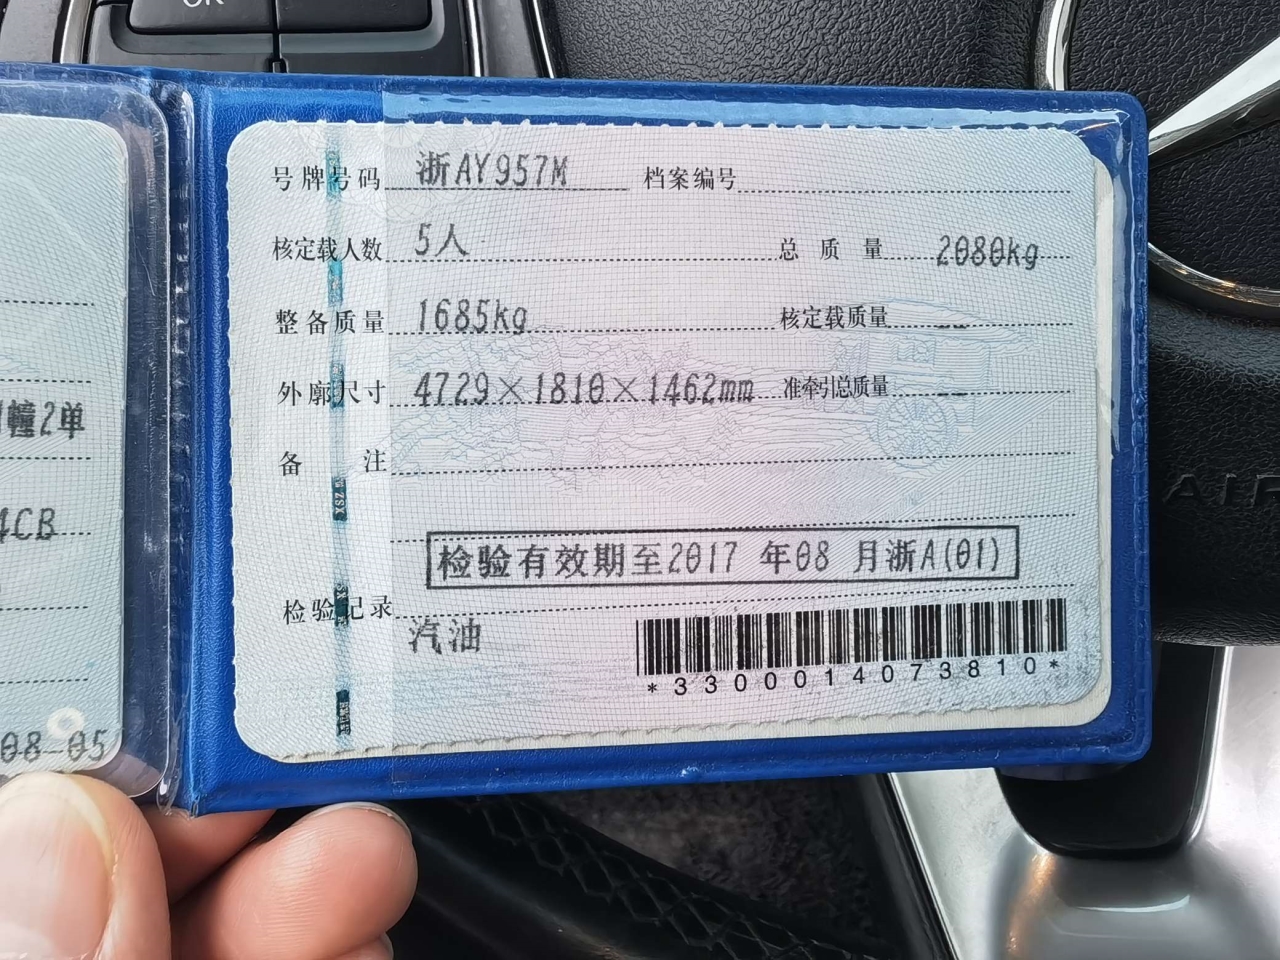 OK
号牌号码 浙AY957M 档案编号
核定载人数 5人 总质量 2080kg
整备质量 1685kg 核定载质量 --
外廓尺寸 4729×1810×1462mm 准牵引总质量 --
备注
检验有效期至2017 年08 月浙A(01)
检验记录
汽油
*3300014073810*
幢2单
4CB
08-05
XSZ
AIR